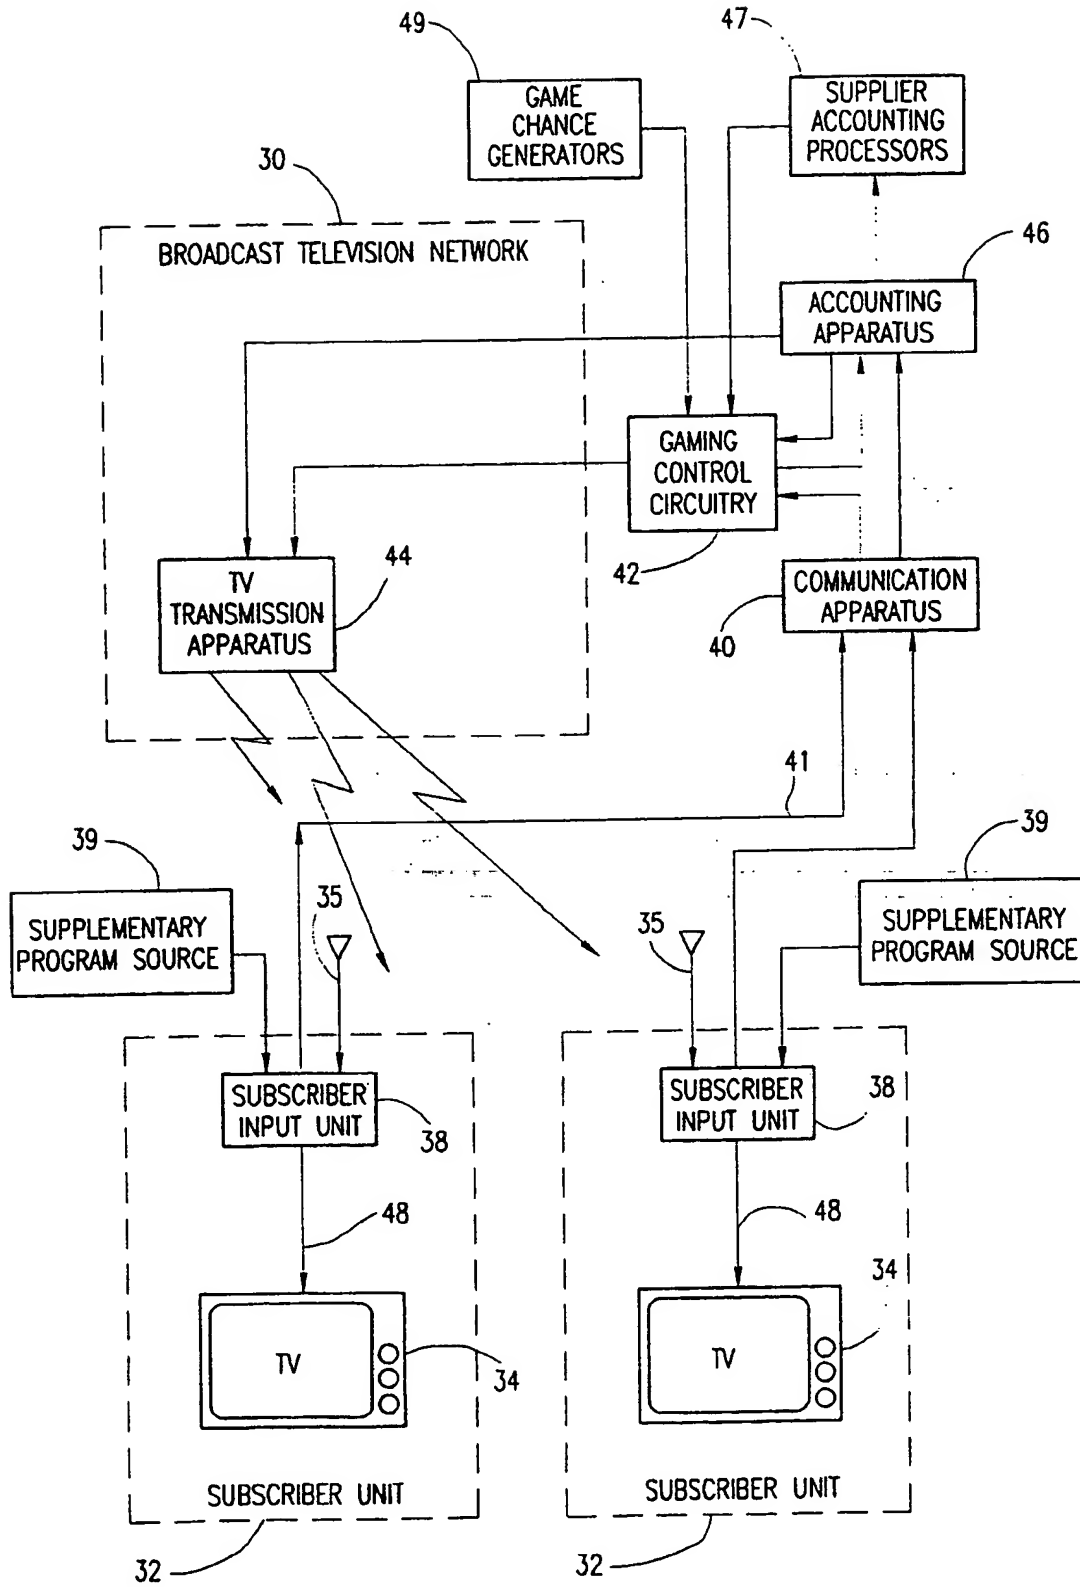 49
47
GAME
CHANCE
GENERATORS
SUPPLIER
ACCOUNTING
PROCESSORS
30
46
BROADCAST TELEVISION NETWORK
ACCOUNTING
APPARATUS
GAMING
CONTROL
CIRCUITRY
44
42
TV
TRANSMISSION
APPARATUS
COMMUNICATION
APPARATUS
40
41
39
39
35
35
SUPPLEMENTARY
PROGRAM SOURCE
SUPPLEMENTARY
PROGRAM SOURCE
SUBSCRIBER
INPUT UNIT
38
SUBSCRIBER
INPUT UNIT
38
48
48
34
TV
34
TV
SUBSCRIBER UNIT
SUBSCRIBER UNIT
32
32